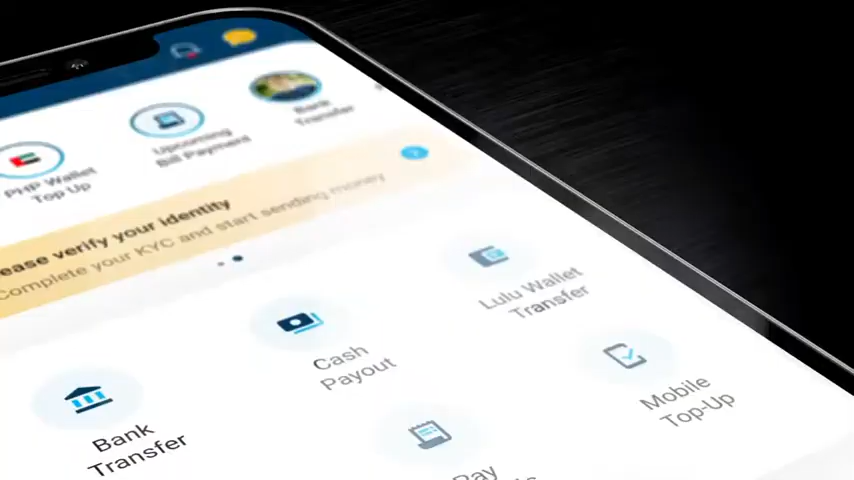 PHP Wallet
Top Up
Upcoming
Bill Payment
Bank
Transfer
ease verify your identity
Complete your KYC and start sending money
Bank
Transfer
Cash
Payout
Lulu Wallet
Transfer
Pay
Mobile
Top-Up